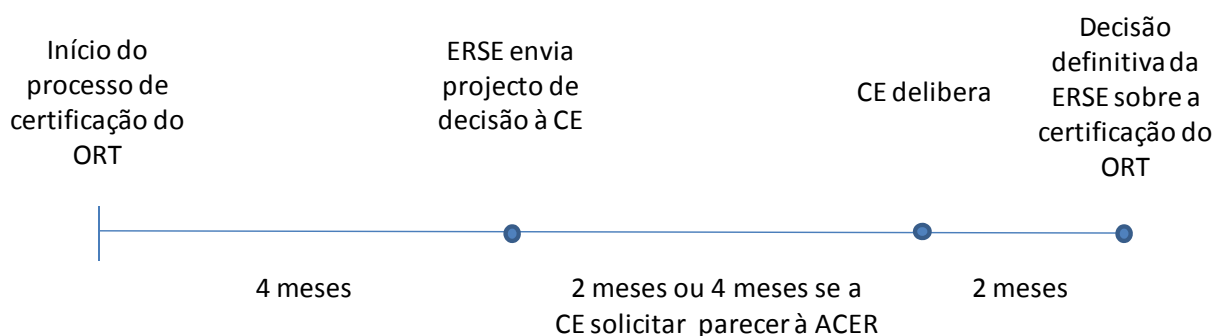 Início do
processo de
certificação do
ORT
ERSE envia
projecto de
decisão à CE
CE delibera
Decisão
definitiva da
ERSE sobre a
certificação do
ORT
4 meses
2 meses ou 4 meses se a
CE solicitar parecer à ACER
2 meses